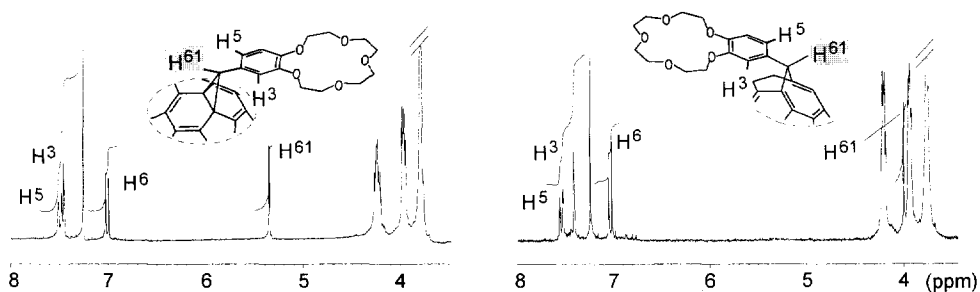 H⁵
O O O O O
H⁶¹
H³
H³
H⁵
H⁶
H⁶¹
8 7 6 5 4
O O O O O
H⁵
H⁶¹
H³
H³
H⁵
H⁶
H⁶¹
8 7 6 5 4 (ppm)